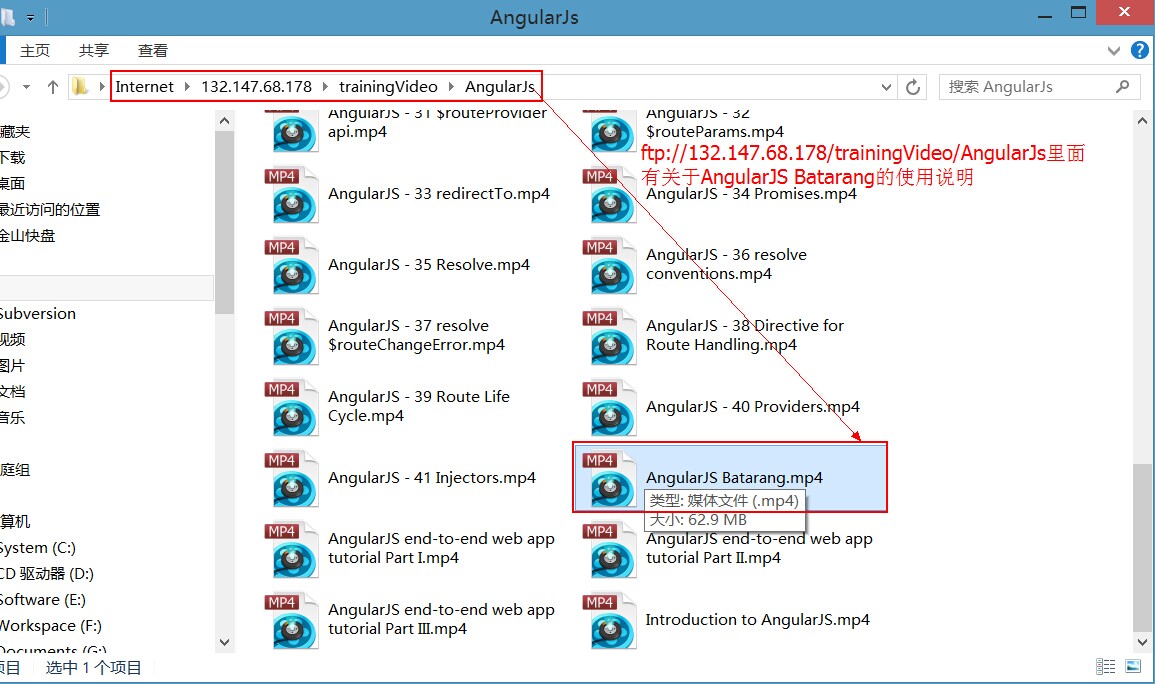 AngularJs
主页 共享 查看
Internet 132.147.68.178 trainingVideo AngularJs
搜索 AngularJs
藏夹
下载
桌面
最近访问的位置
金山快盘
Subversion
视频
图片
文档
音乐
庭组
算机
System (C:)
CD 驱动器 (D:)
Software (E:)
Workspace (F:)
Documents (G:)
AngularJS - 31 $routeProvider
api.mp4
AngularJS - 32
$routeParams.mp4
ftp://132.147.68.178/trainingVideo/AngularJs里面
有关于AngularJS Batarang的使用说明
MP4
AngularJS - 33 redirectTo.mp4
MP4
AngularJS - 34 Promises.mp4
MP4
AngularJS - 35 Resolve.mp4
MP4
AngularJS - 36 resolve
conventions.mp4
MP4
AngularJS - 37 resolve
$routeChangeError.mp4
MP4
AngularJS - 38 Directive for
Route Handling.mp4
MP4
AngularJS - 39 Route Life
Cycle.mp4
MP4
AngularJS - 40 Providers.mp4
MP4
AngularJS - 41 Injectors.mp4
MP4
AngularJS Batarang.mp4
类型: 媒体文件 (.mp4)
大小: 62.9 MB
MP4
AngularJS end-to-end web app
tutorial Part I.mp4
MP4
AngularJS end-to-end web app
tutorial Part II.mp4
MP4
AngularJS end-to-end web app
tutorial Part III.mp4
MP4
Introduction to AngularJS.mp4
项目 选中 1 个项目